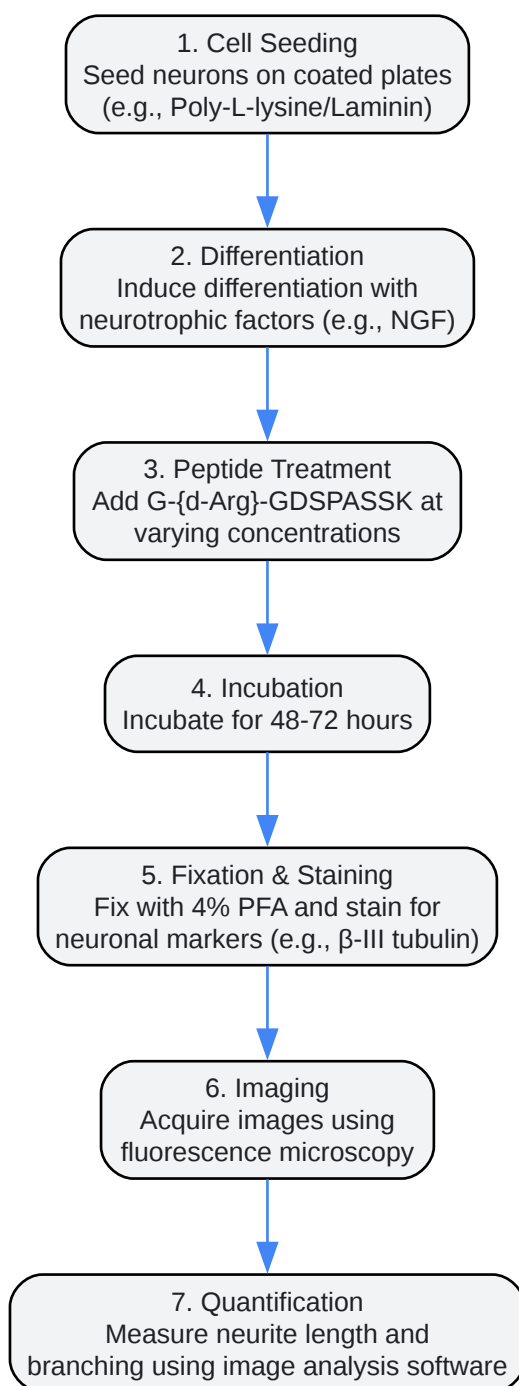 1. Cell Seeding
Seed neurons on coated plates
(e.g., Poly-L-lysine/Laminin)
2. Differentiation
Induce differentiation with
neurotrophic factors (e.g., NGF)
3. Peptide Treatment
Add G-{d-Arg}-GDSPASSK at
varying concentrations
4. Incubation
Incubate for 48-72 hours
5. Fixation & Staining
Fix with 4% PFA and stain for
neuronal markers (e.g., β-III tubulin)
6. Imaging
Acquire images using
fluorescence microscopy
7. Quantification
Measure neurite length and
branching using image analysis software